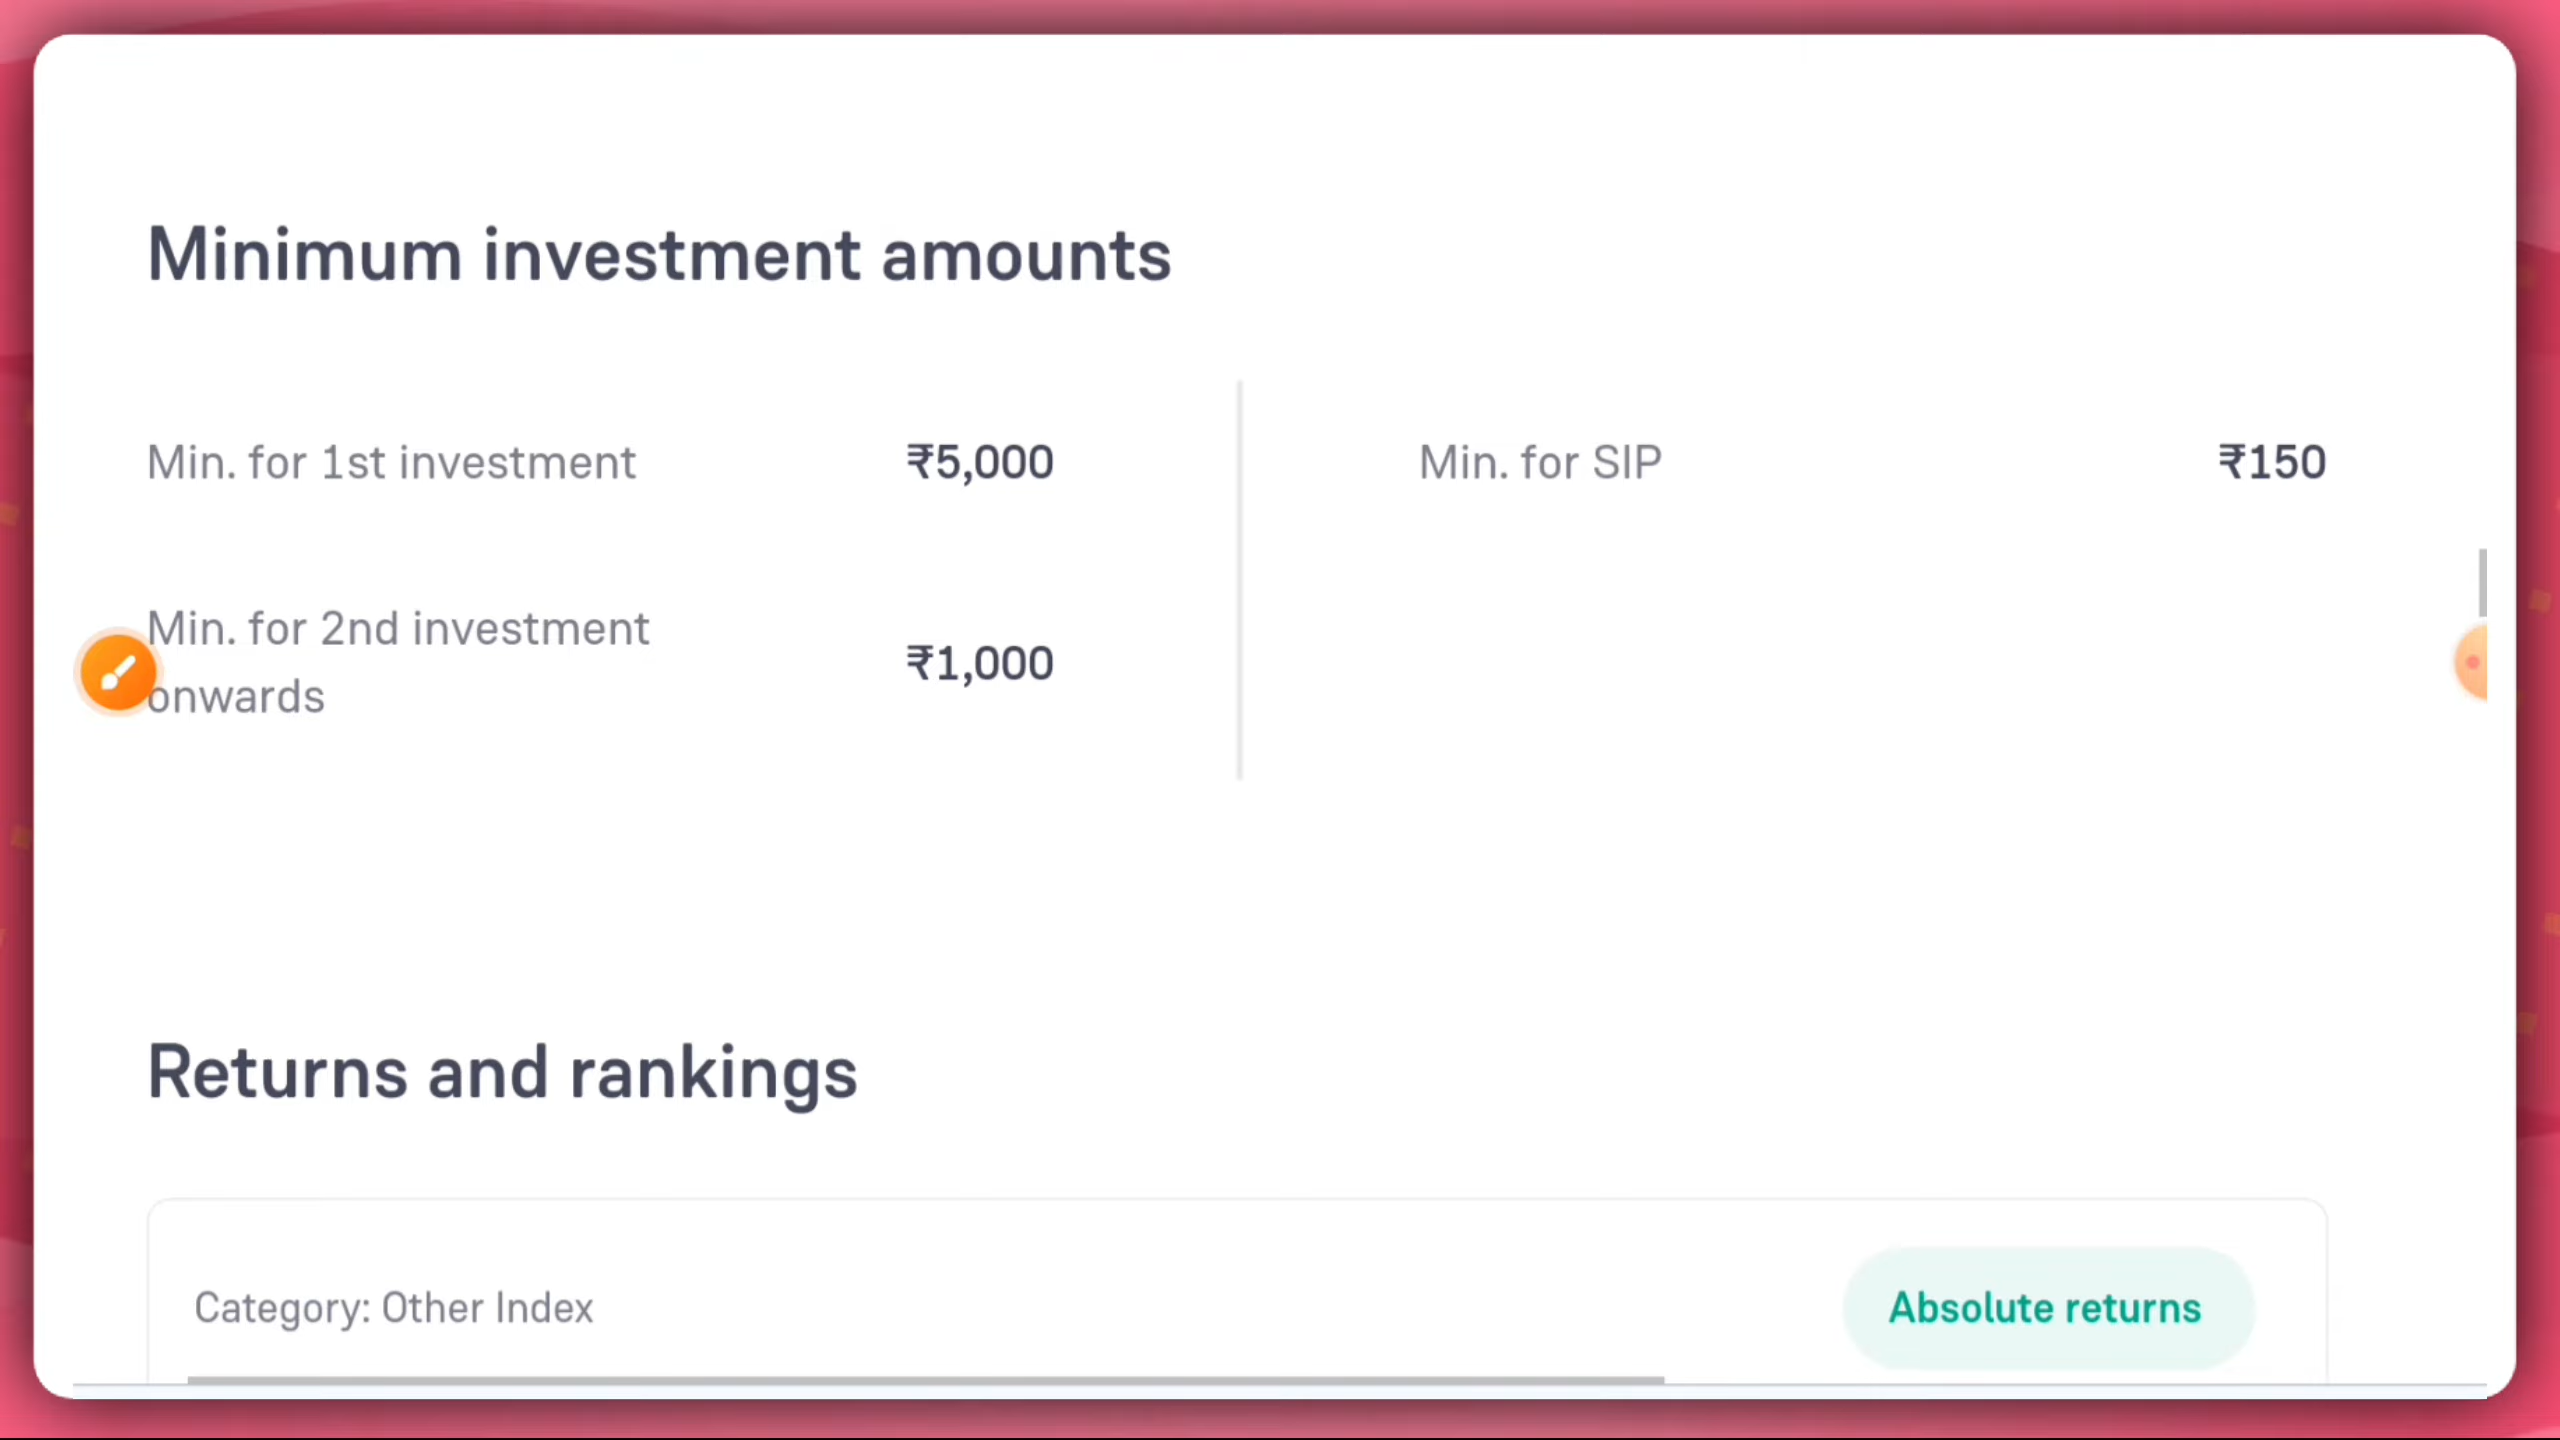 Minimum investment amounts
Min. for 1st investment ₹5,000
Min. for SIP ₹150
Min. for 2nd investment
onwards ₹1,000
Returns and rankings
Category: Other Index
Absolute returns